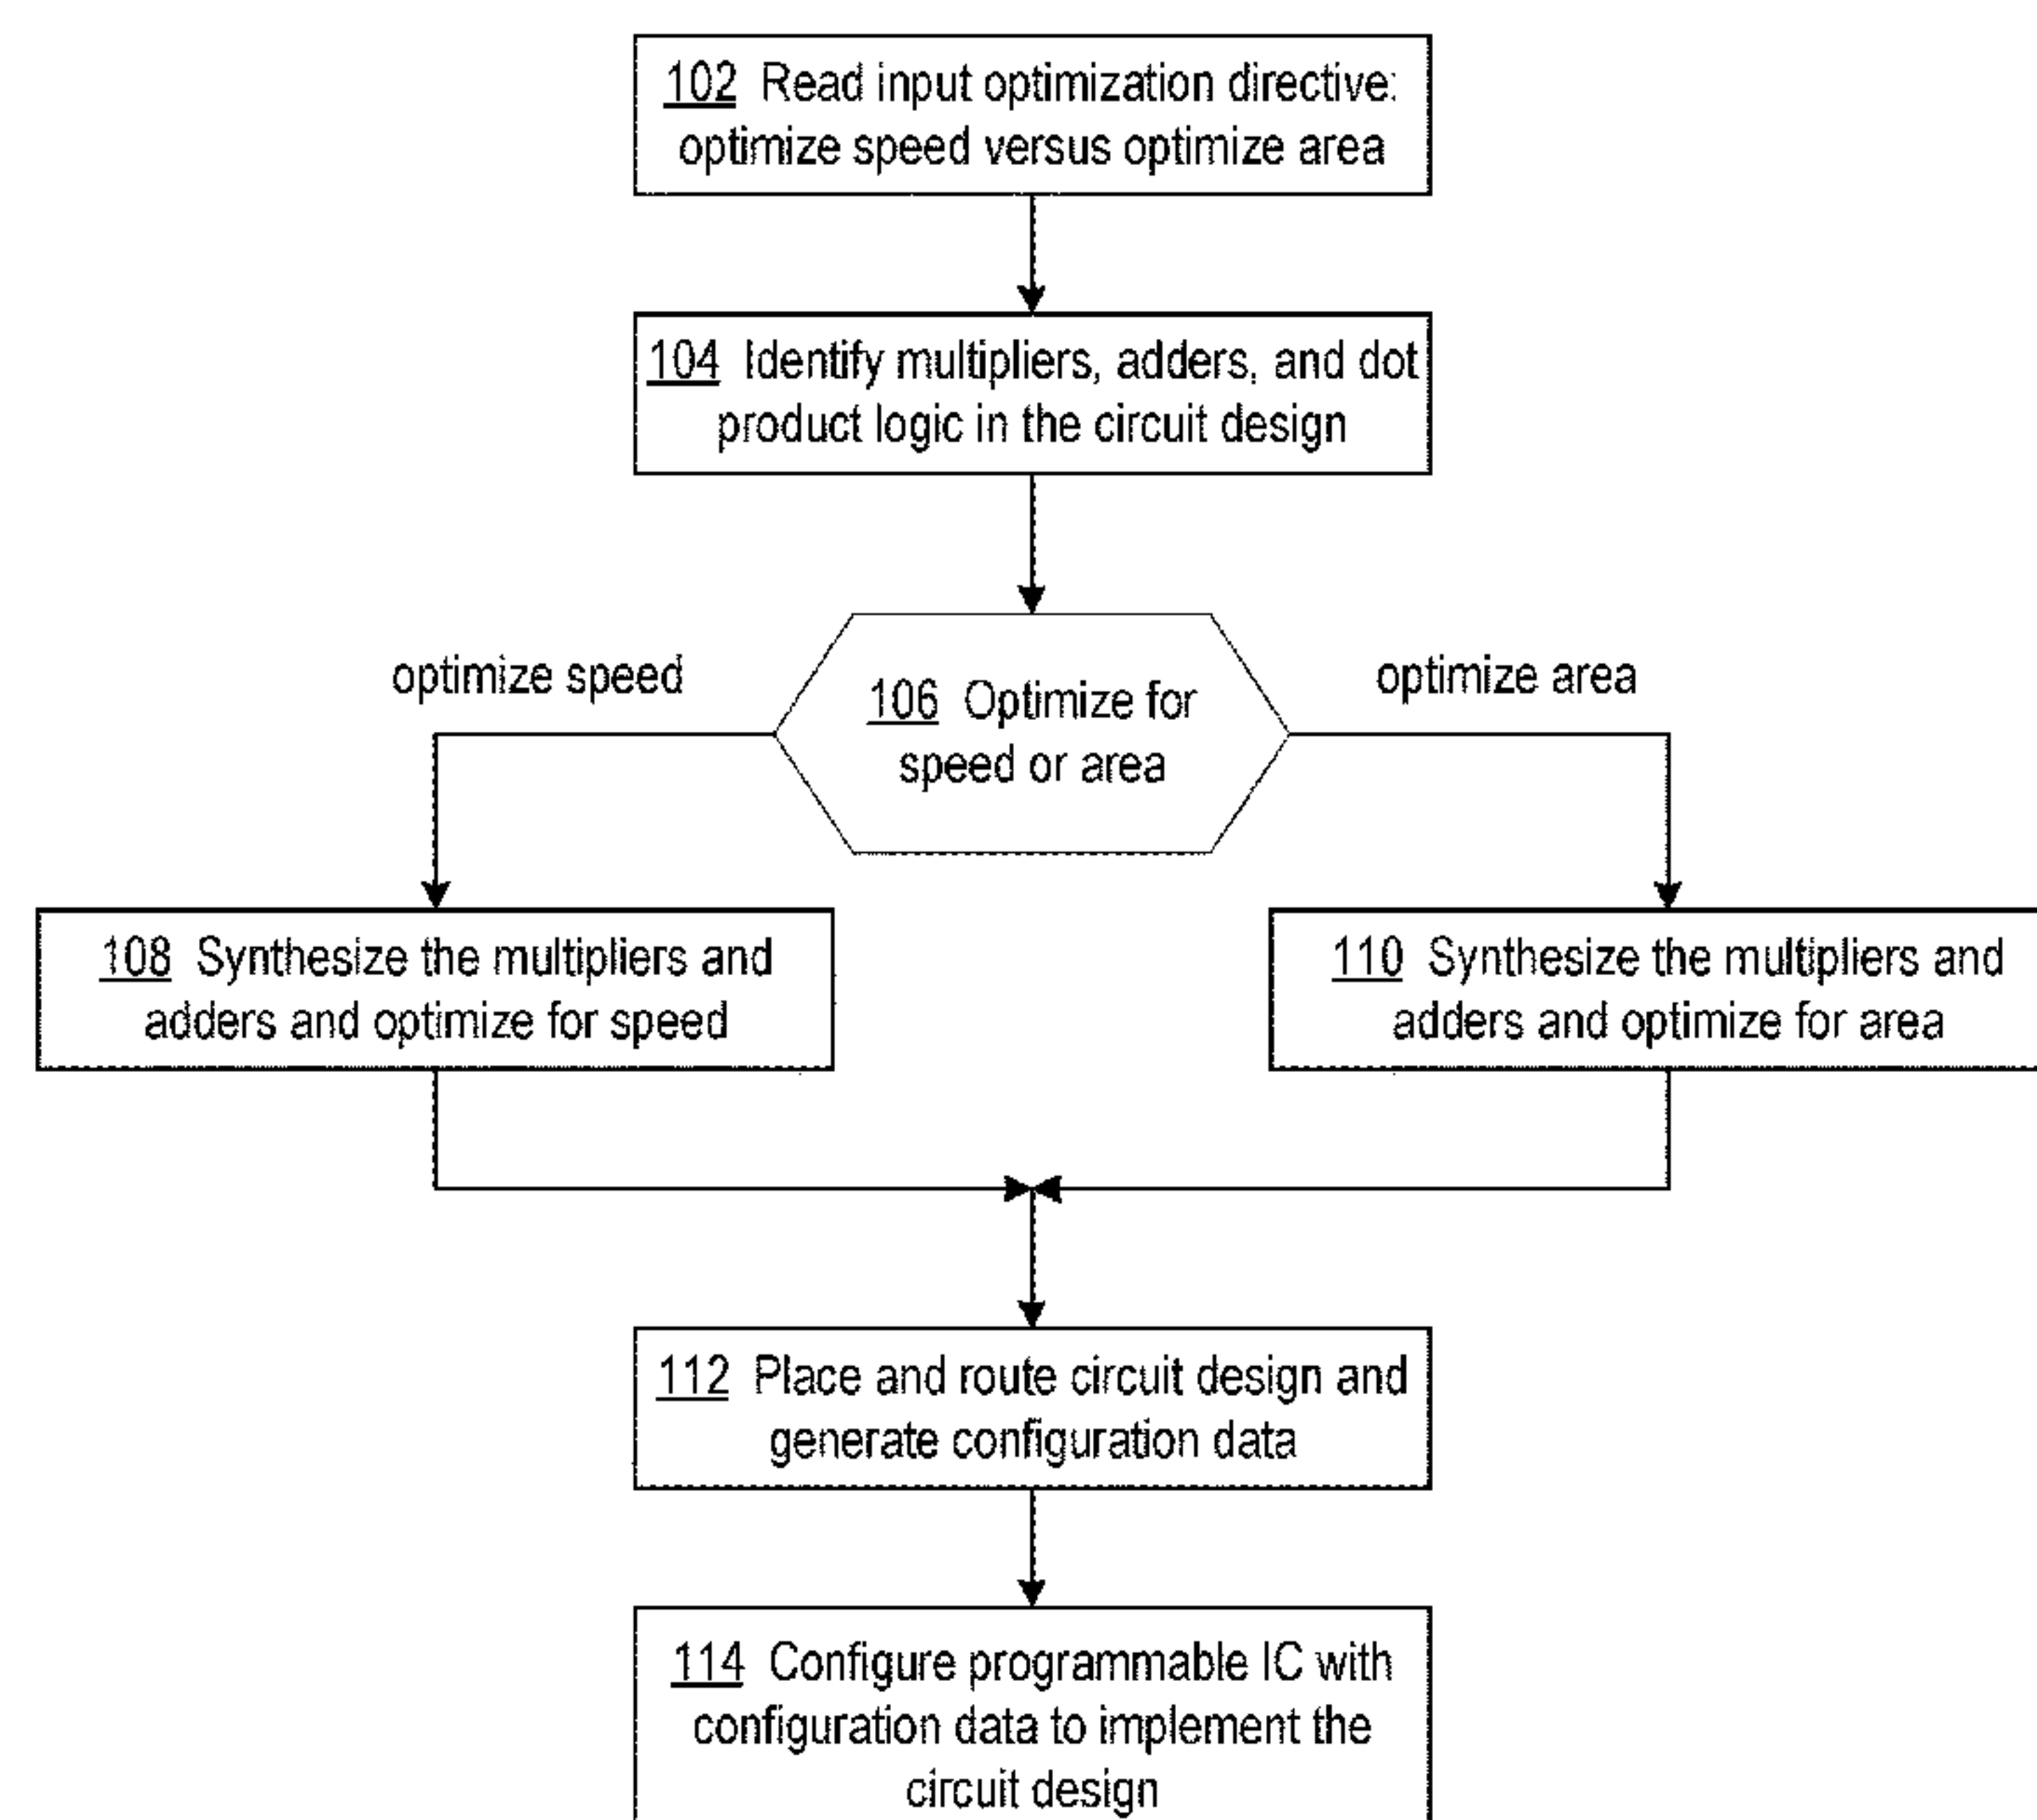 102 Read input optimization directive:
optimize speed versus optimize area
104 Identify multipliers, adders, and dot
product logic in the circuit design
optimize speed
106 Optimize for
speed or area
optimize area
108 Synthesize the multipliers and
adders and optimize for speed
110 Synthesize the multipliers and
adders and optimize for area
112 Place and route circuit design and
generate configuration data
114 Configure programmable IC with
configuration data to implement the
circuit design